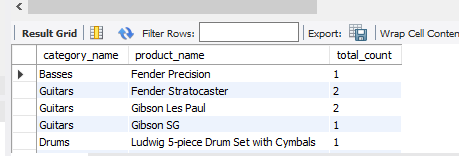 Result Grid Filter Rows: Export: Wrap Cell Conten
category_name product_name total_count
Basses Fender Precision 1
Guitars Fender Stratocaster 2
Guitars Gibson Les Paul 2
Guitars Gibson SG 1
Drums Ludwig 5-piece Drum Set with Cymbals 1